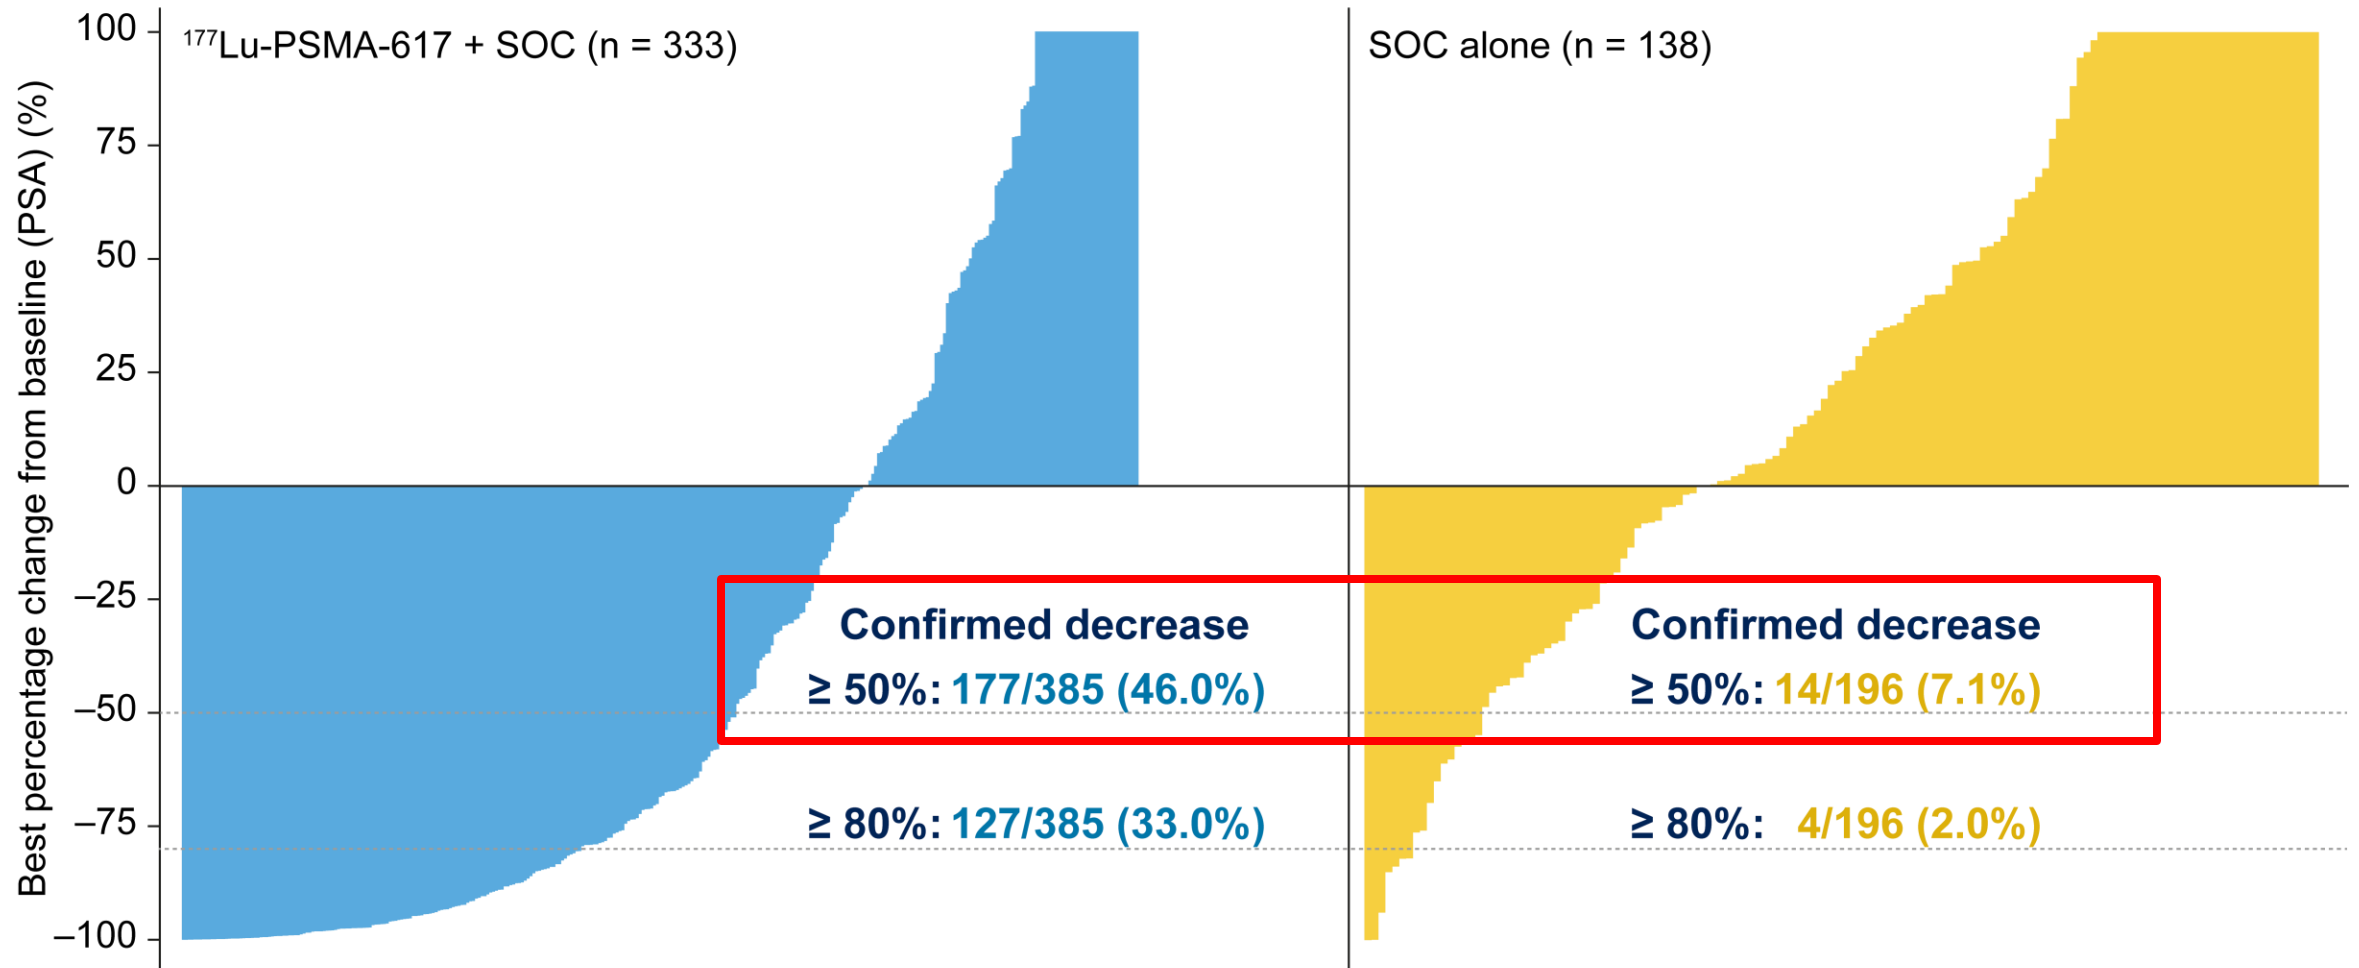 ¹⁷⁷Lu-PSMA-617 + SOC (n = 333)
SOC alone (n = 138)
Best percentage change from baseline (PSA) (%)
100
75
50
25
0
–25
–50
–75
–100
Confirmed decrease
≥ 50%: 177/385 (46.0%)
≥ 80%: 127/385 (33.0%)
Confirmed decrease
≥ 50%: 14/196 (7.1%)
≥ 80%: 4/196 (2.0%)